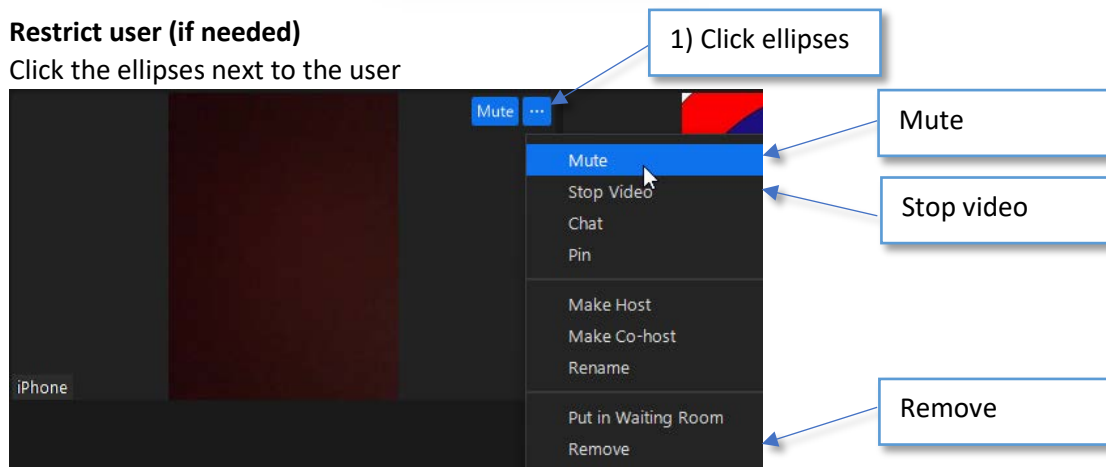 Restrict user (if needed)
1) Click ellipses
Click the ellipses next to the user
Mute ...
Mute
Mute
Stop Video
Stop video
Chat
Pin
Make Host
Make Co-host
Rename
iPhone
Put in Waiting Room
Remove
Remove